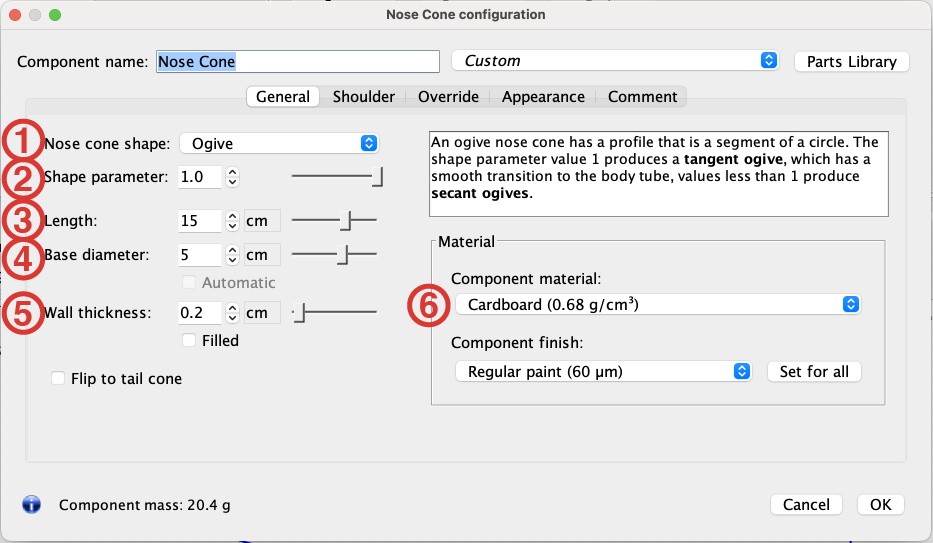 Nose Cone configuration
Component name: Nose Cone Custom Parts Library
General Shoulder Override Appearance Comment
1 Nose cone shape: Ogive
2 Shape parameter: 1.0
3 Length: 15 cm
4 Base diameter: 5 cm
Automatic
5 Wall thickness: 0.2 cm
Filled
Flip to tail cone
An ogive nose cone has a profile that is a segment of circle. The
shape parameter value 1 produces a tangent ogive, which has a
smooth transition to the body tube, values less than 1 produce
secant ogives.
Material
Component material:
6 Cardboard (0.68 g/cm³)
Component finish:
Regular paint (60 µm) Set for all
Component mass: 20.4 g Cancel OK